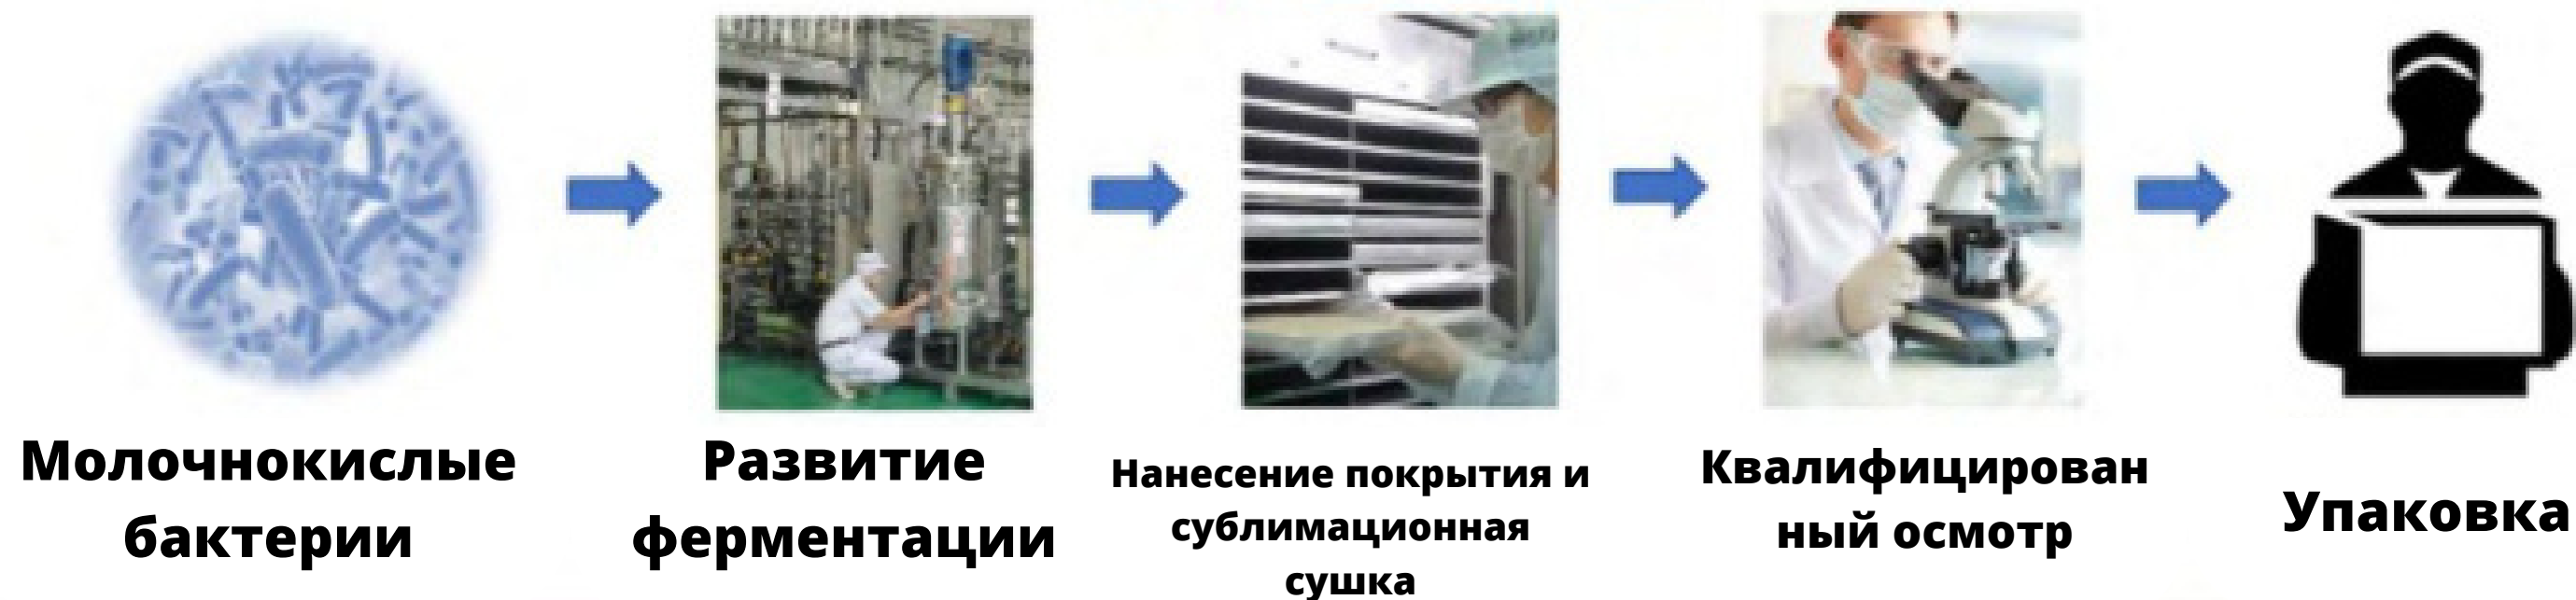 Молочнокислые
бактерии
Развитие
ферментации
Нанесение покрытия и
сублимационная
сушка
Квалифицирован
ный осмотр
Упаковка